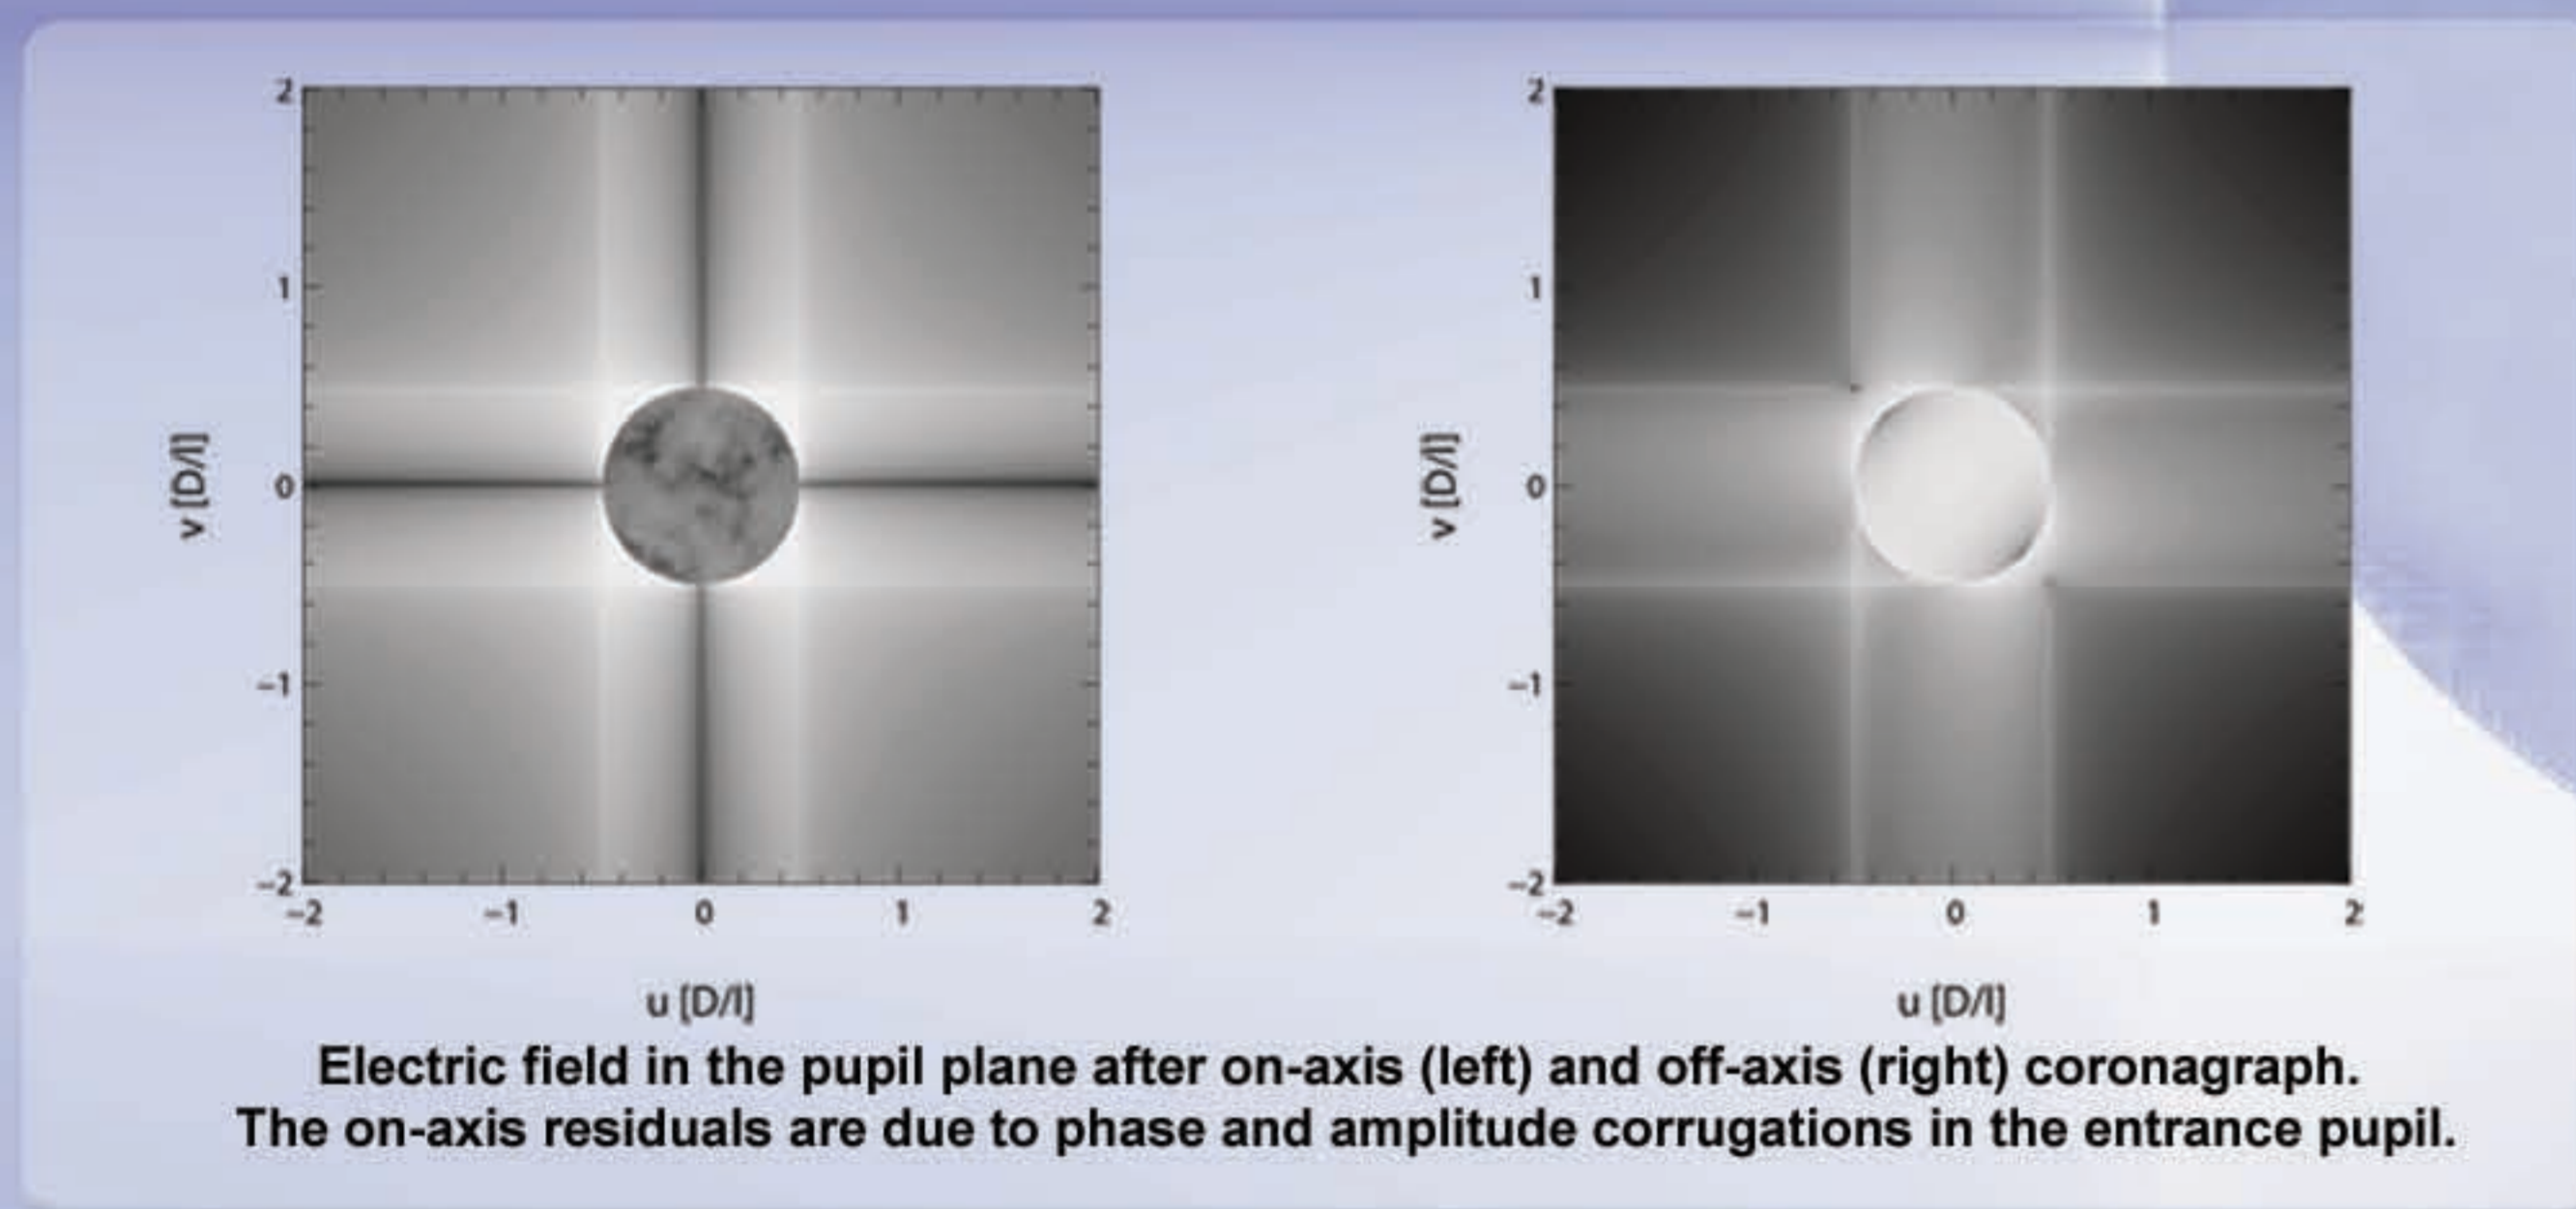 2
1
0
−1
−2
v [D/l]
−2 −1 0 1 2
u [D/l]
2
1
0
−1
−2
v [D/l]
−2 −1 0 1 2
u [D/l]
Electric field in the pupil plane after on-axis (left) and off-axis (right) coronagraph.
The on-axis residuals are due to phase and amplitude corrugations in the entrance pupil.